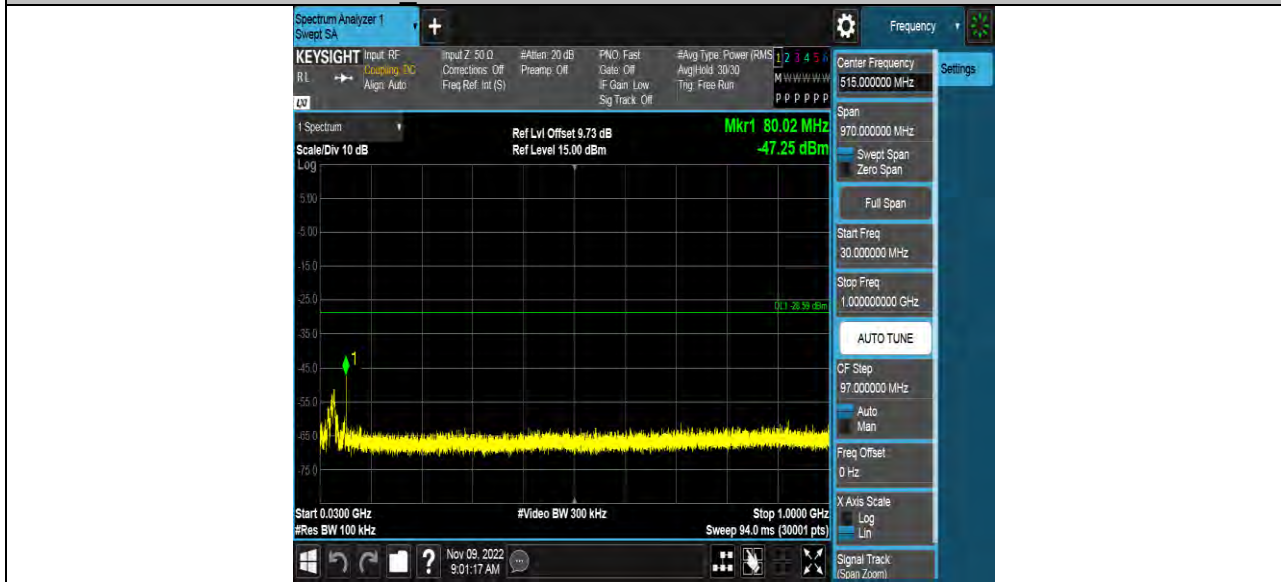 Spectrum Analyzer 1
Swept SA
+
Frequency
KEYSIGHT
Input: RF
Coupling: DC
Align: Auto
Input Z: 50 Ω
Corrections: Off
Freq Ref: Int (S)
#Atten: 20 dB
Preamp: Off
PNO: Fast
Gate: Off
IF Gain: Low
Sig Track: Off
#Avg Type: Power (RMS
Avg|Hold: 30/30
Trig: Free Run
1 2 3 4 5 6
M W W W W W
P P P P P P
RL
LXI
1 Spectrum
Scale/Div 10 dB
Ref Lvl Offset 9.73 dB
Ref Level 15.00 dBm
Mkr1 80.02 MHz
-47.25 dBm
Log
5.00
-5.00
-15.0
-25.0
DL1 -28.59 dBm
-35.0
1
-45.0
-55.0
-65.0
-75.0
Start 0.0300 GHz
#Video BW 300 kHz
Stop 1.0000 GHz
#Res BW 100 kHz
Sweep 94.0 ms (30001 pts)
?
Nov 09, 2022
9:01:17 AM
Center Frequency
515.000000 MHz
Settings
Span
970.000000 MHz
Swept Span
Zero Span
Full Span
Start Freq
30.000000 MHz
Stop Freq
1.000000000 GHz
AUTO TUNE
CF Step
97.000000 MHz
Auto
Man
Freq Offset
0 Hz
X Axis Scale
Log
Lin
Signal Track
(Span Zoom)